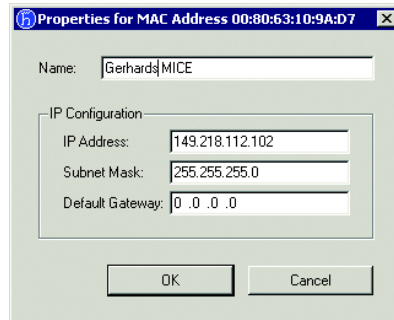 Properties for MAC Address 00:80:63:10:9A:D7
Name: Gerhards MICE
IP Configuration
IP Address: 149.218.112.102
Subnet Mask: 255.255.255.0
Default Gateway: 0 .0 .0 .0
OK Cancel